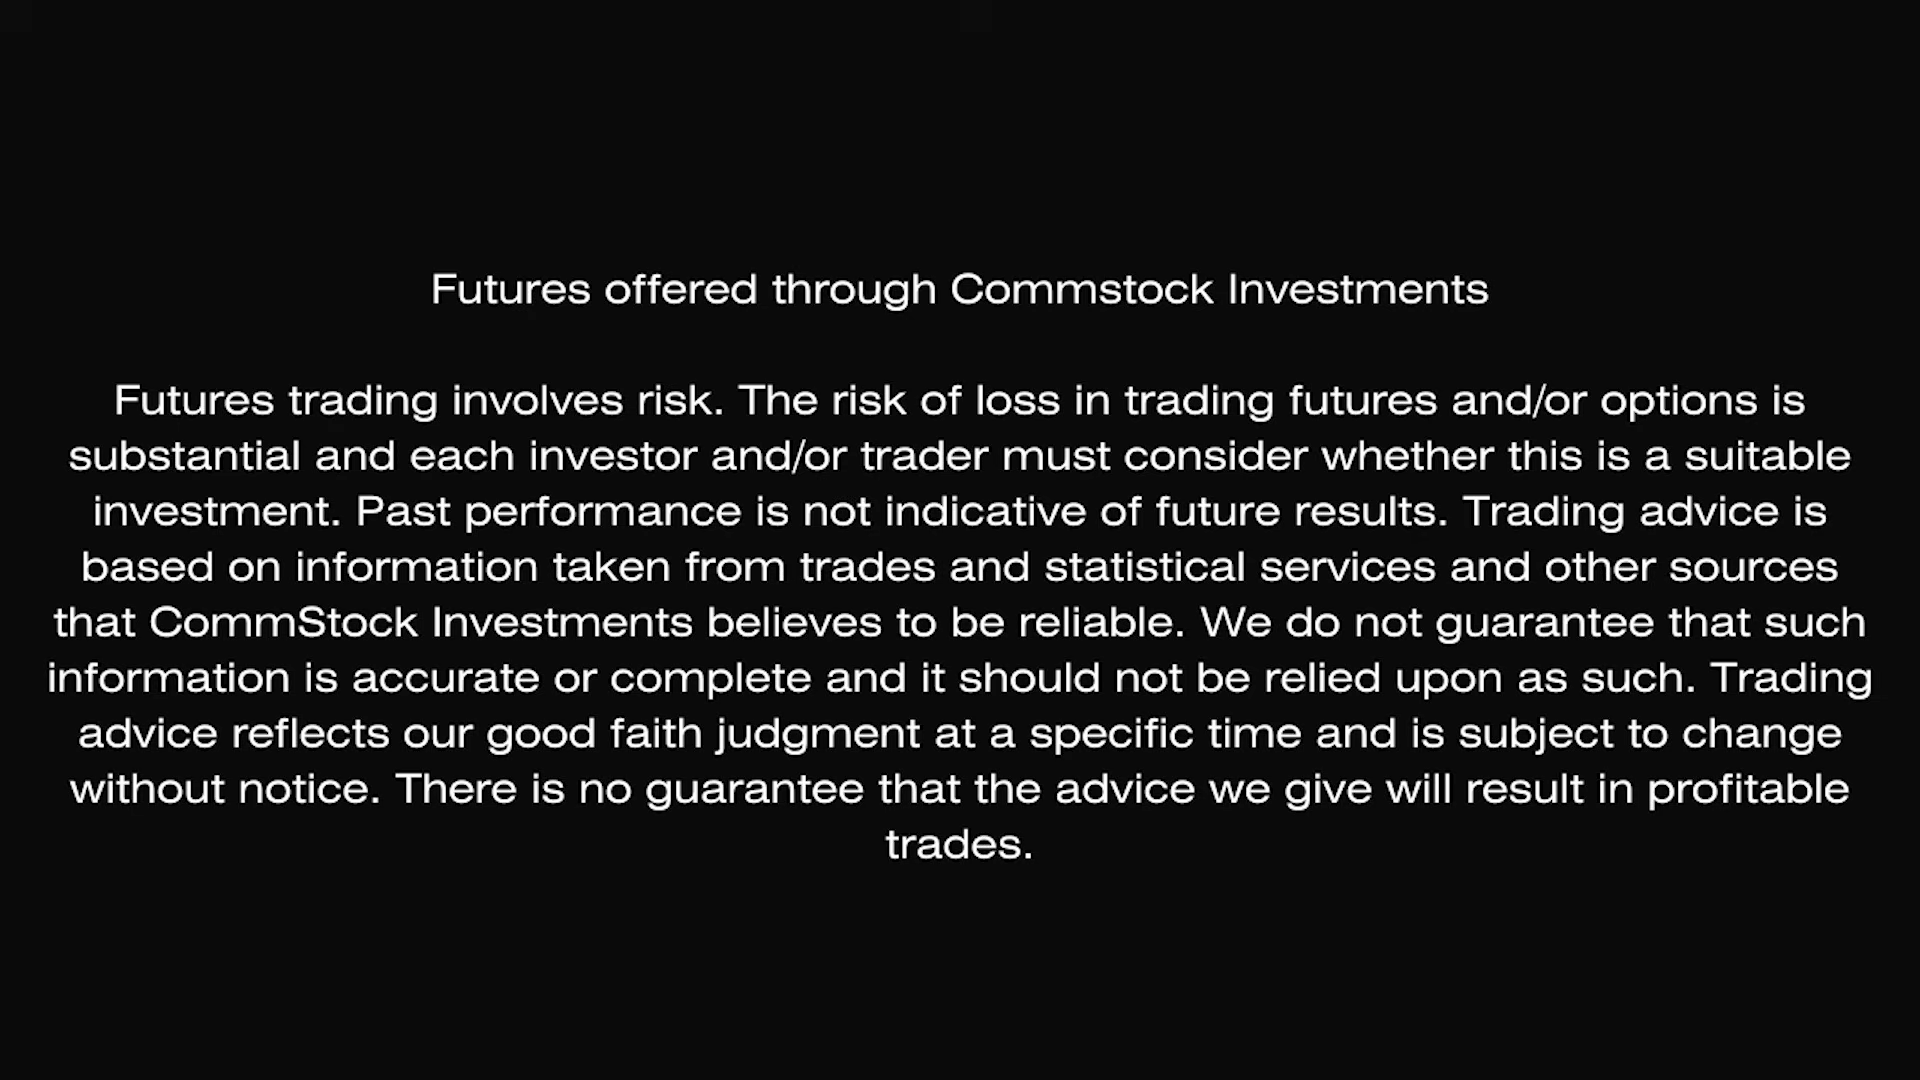 Futures offered through Commstock Investments
Futures trading involves risk. The risk of loss in trading futures and/or options is
substantial and each investor and/or trader must consider whether this is a suitable
investment. Past performance is not indicative of future results. Trading advice is
based on information taken from trades and statistical services and other sources
that CommStock Investments believes to be reliable. We do not guarantee that such
information is accurate or complete and it should not be relied upon as such. Trading
advice reflects our good faith judgment at a specific time and is subject to change
without notice. There is no guarantee that the advice we give will result in profitable
trades.